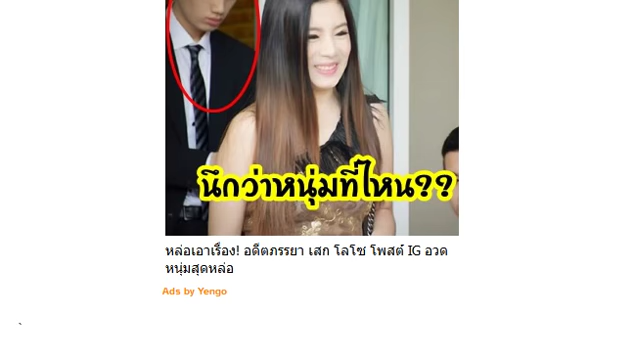 นึกว่าหนุ่มที่ไหน??
หล่อเอาเรื่อง! อดีตภรรยา เสก โลโซ โพสต์ IG อวด
หนุ่มสุดหล่อ
Ads by Yengo
`